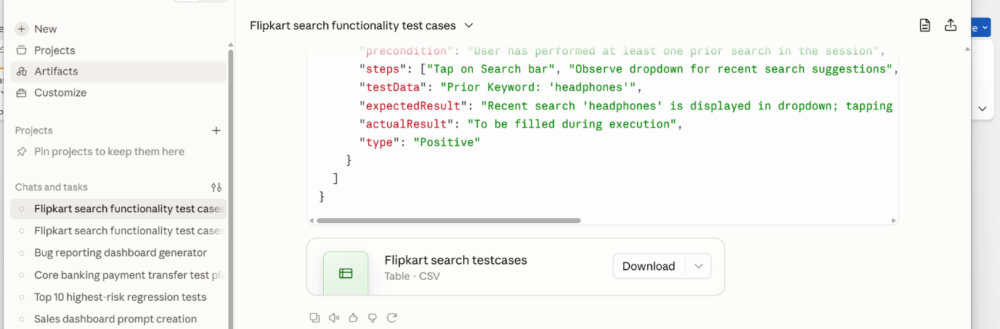 New
Projects
Artifacts
Customize
Projects
Pin projects to keep them here
Chats and tasks
Flipkart search functionality test cases
Flipkart search functionality test cases
Bug reporting dashboard generator
Core banking payment transfer test pla
Top 10 highest-risk regression tests
Sales dashboard prompt creation
Flipkart search functionality test cases
"precondition": "User has performed at least one prior search in the session",
"steps": ["Tap on Search bar", "Observe dropdown for recent search suggestions",
"testData": "Prior Keyword: 'headphones'",
"expectedResult": "Recent search 'headphones' is displayed in dropdown; tapping
"actualResult": "To be filled during execution",
"type": "Positive"
}
]
}
Flipkart search testcases
Table · CSV
Download